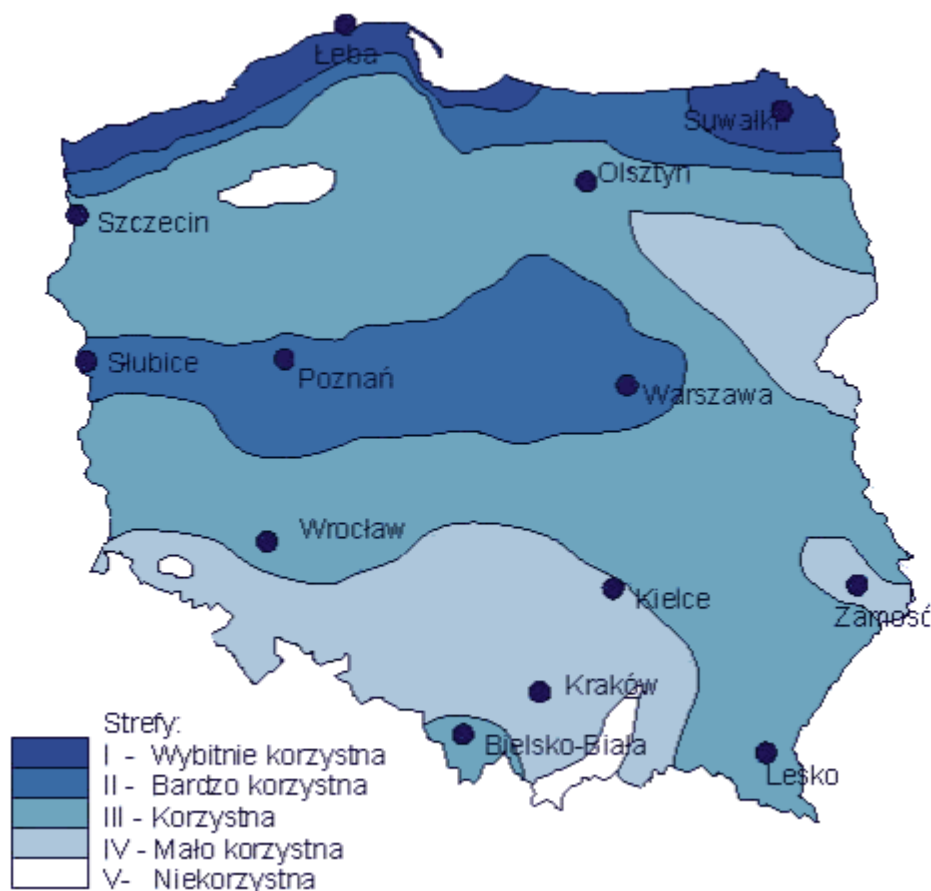 Łeba
Suwałki
Olsztyn
Szczecin
Słubice
Poznań
Warszawa
Wrocław
Kielce
Zamość
Kraków
Bielsko-Biała
Lesko
Strefy:
I - Wybitnie korzystna
II - Bardzo korzystna
III - Korzystna
IV - Mało korzystna
V- Niekorzystna